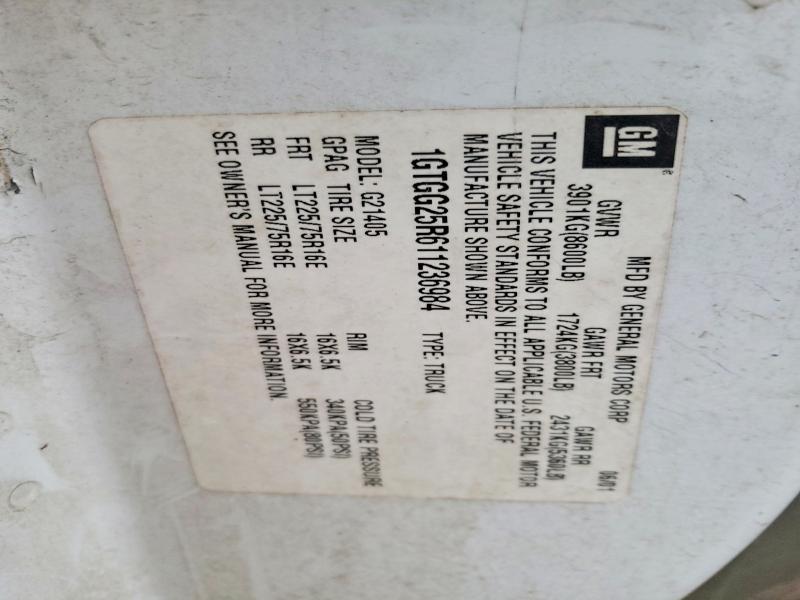 GM
MFD BY GENERAL MOTORS CORP 06/01
GVWR GAWR FRT GAWR RR
3901KG(8600LB) 1724KG(3800LB) 2431KG(5360LB)
THIS VEHICLE CONFORMS TO ALL APPLICABLE U.S. FEDERAL MOTOR
VEHICLE SAFETY STANDARDS IN EFFECT ON THE DATE OF
MANUFACTURE SHOWN ABOVE.
1GTGG25R611236984 TYPE: TRUCK
MODEL: G21405
GPAG TIRE SIZE RIM COLD TIRE PRESSURE
FRT LT225/75R16E 16X6.5K 340KPA(50PSI)
RR LT225/75R16E 16X6.5K 550KPA(80PSI)
SEE OWNER'S MANUAL FOR MORE INFORMATION.